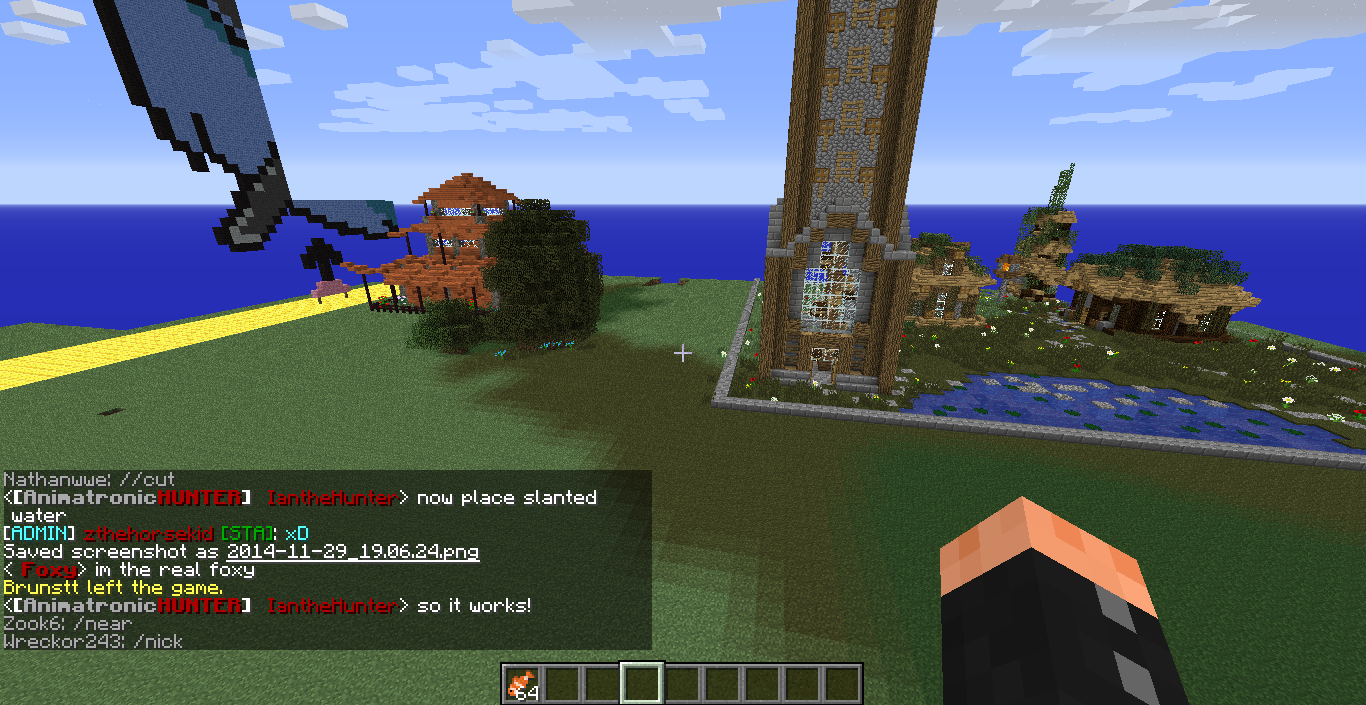 Nathanwwe: //cut
<[AnimatronicHUNTER] IantheHunter> now place slanted
water
[ADMIN] zthehorsekid [STA]: xD
Saved screenshot as 2014-11-29_19.06.24.png
< Foxy> im the real foxy
Brunstt left the game.
<[AnimatronicHUNTER] IantheHunter> so it works!
Zook6: /near
Wreckor243: /nick
64